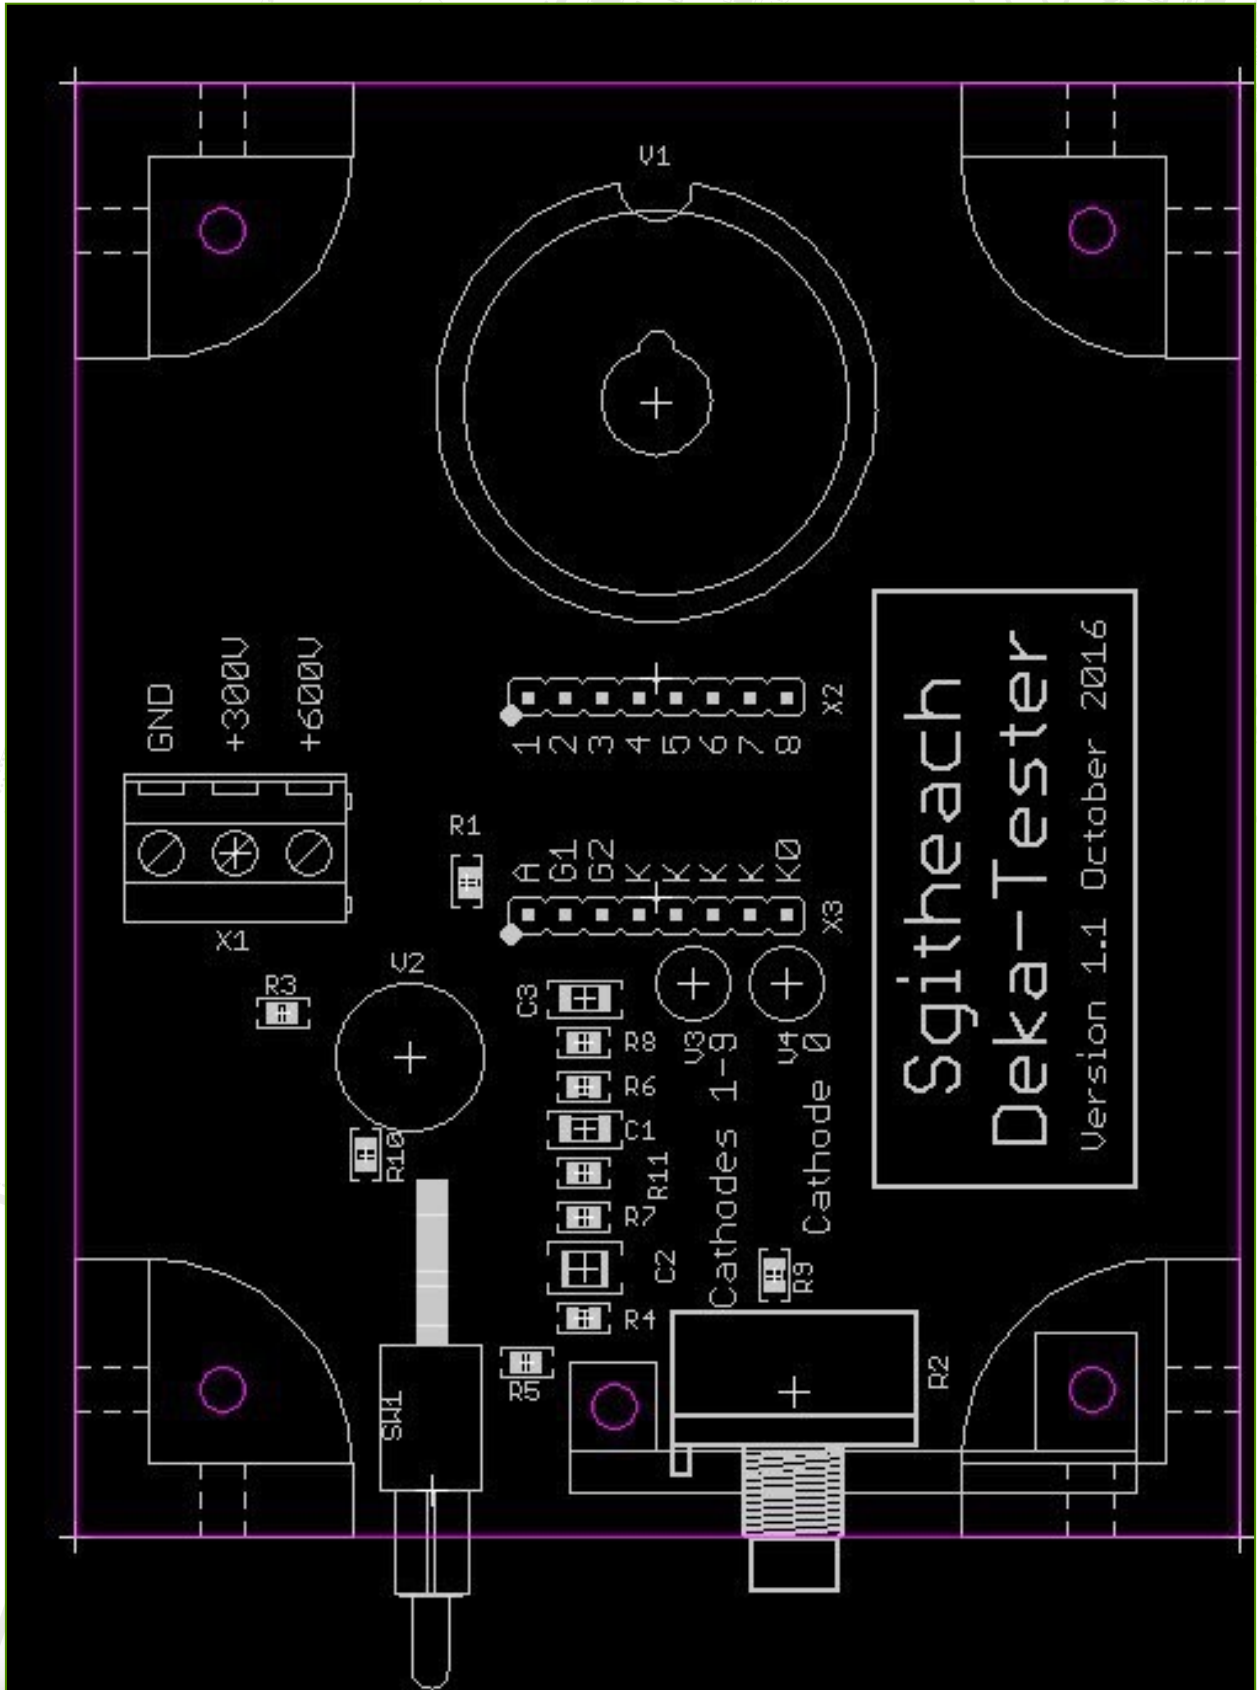 V1
GND
+300V
+600V
1
2
3
4
5
6
7
8
X2
X1
R1
A
G1
G2
K
K
K
K
K0
X3
Sgitheach
Deka-Tester
Version 1.1 October 2016
R3
V2
C3
R8
R6
C1
R11
R7
C2
R4
R5
R10
V3
V4
Cathodes 1-9
Cathode 0
R9
R2
SW1